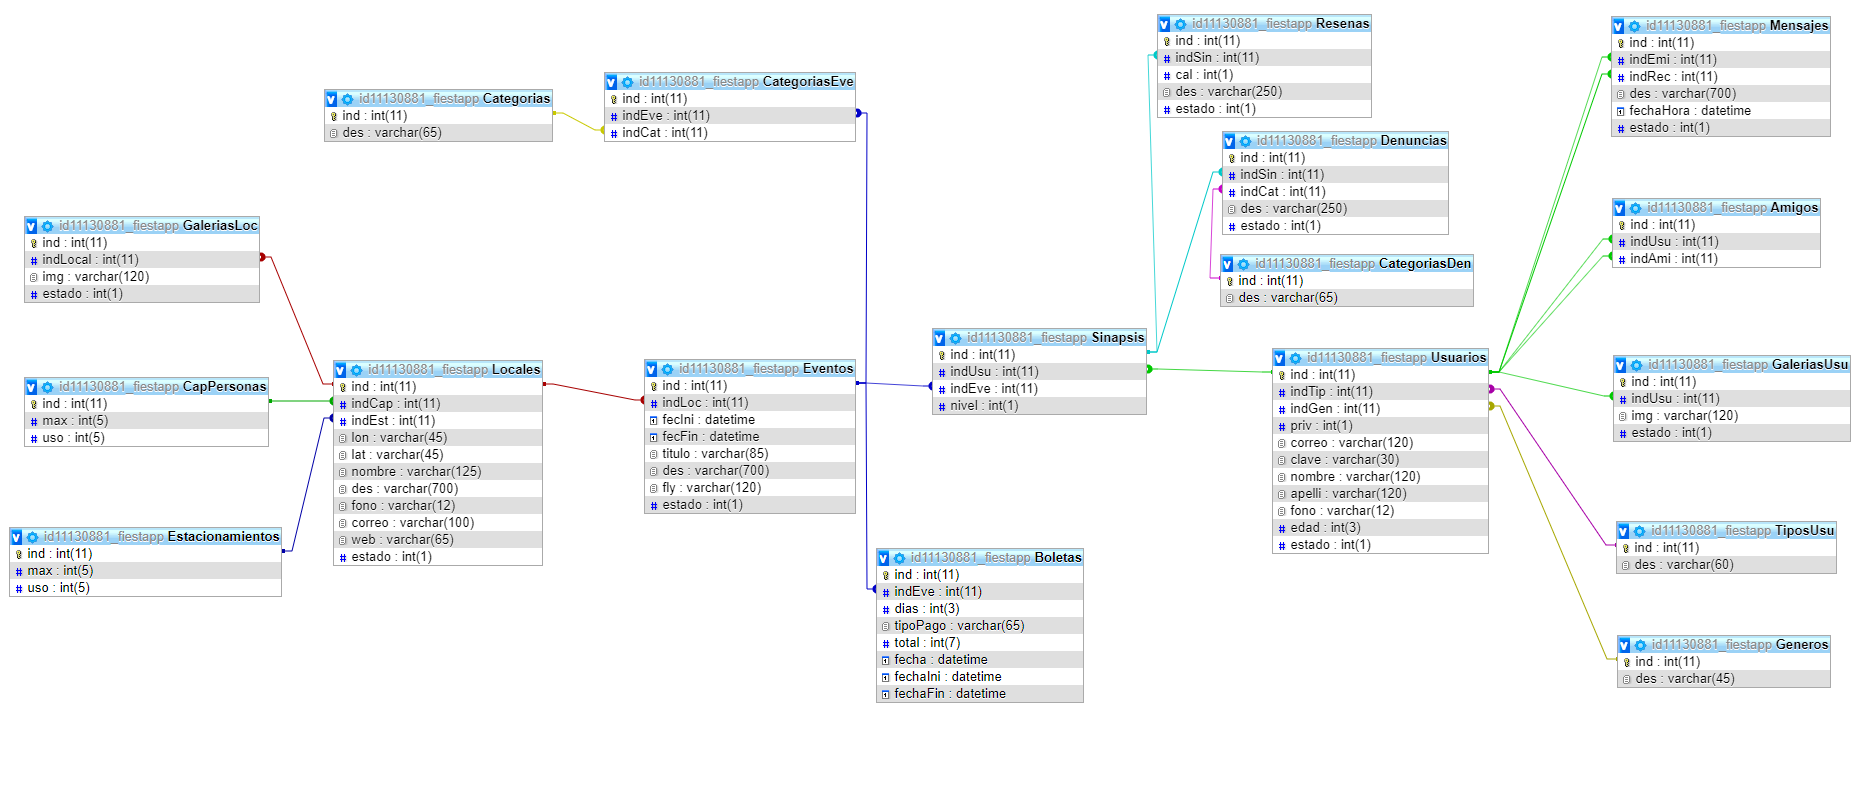 id11130881_fiestapp Categorias
ind : int(11)
des : varchar(65)
id11130881_fiestapp CategoriasEve
ind : int(11)
indEve : int(11)
indCat : int(11)
id11130881_fiestapp Resenas
ind : int(11)
indSin : int(11)
cal : int(1)
des : varchar(250)
estado : int(1)
id11130881_fiestapp Mensajes
ind : int(11)
indEmi : int(11)
indRec : int(11)
des : varchar(700)
fechaHora : datetime
estado : int(1)
id11130881_fiestapp Denuncias
ind : int(11)
indSin : int(11)
indCat : int(11)
des : varchar(250)
estado : int(1)
id11130881_fiestapp GaleriasLoc
ind : int(11)
indLocal : int(11)
img : varchar(120)
estado : int(1)
id11130881_fiestapp Amigos
ind : int(11)
indUsu : int(11)
indAmi : int(11)
id11130881_fiestapp CategoriasDen
ind : int(11)
des : varchar(65)
id11130881_fiestapp CapPersonas
ind : int(11)
max : int(5)
uso : int(5)
id11130881_fiestapp Locales
ind : int(11)
indCap : int(11)
indEst : int(11)
lon : varchar(45)
lat : varchar(45)
nombre : varchar(125)
des : varchar(700)
fono : varchar(12)
correo : varchar(100)
web : varchar(65)
estado : int(1)
id11130881_fiestapp Eventos
ind : int(11)
indLoc : int(11)
fecIni : datetime
fecFin : datetime
titulo : varchar(85)
des : varchar(700)
fly : varchar(120)
estado : int(1)
id11130881_fiestapp Sinapsis
ind : int(11)
indUsu : int(11)
indEve : int(11)
nivel : int(1)
id11130881_fiestapp Usuarios
ind : int(11)
indTip : int(11)
indGen : int(11)
priv : int(1)
correo : varchar(120)
clave : varchar(30)
nombre : varchar(120)
apelli : varchar(120)
fono : varchar(12)
edad : int(3)
estado : int(1)
id11130881_fiestapp GaleriasUsu
ind : int(11)
indUsu : int(11)
img : varchar(120)
estado : int(1)
id11130881_fiestapp Estacionamientos
ind : int(11)
max : int(5)
uso : int(5)
id11130881_fiestapp Boletas
ind : int(11)
indEve : int(11)
dias : int(3)
tipoPago : varchar(65)
total : int(7)
fecha : datetime
fechaIni : datetime
fechaFin : datetime
id11130881_fiestapp TiposUsu
ind : int(11)
des : varchar(60)
id11130881_fiestapp Generos
ind : int(11)
des : varchar(45)